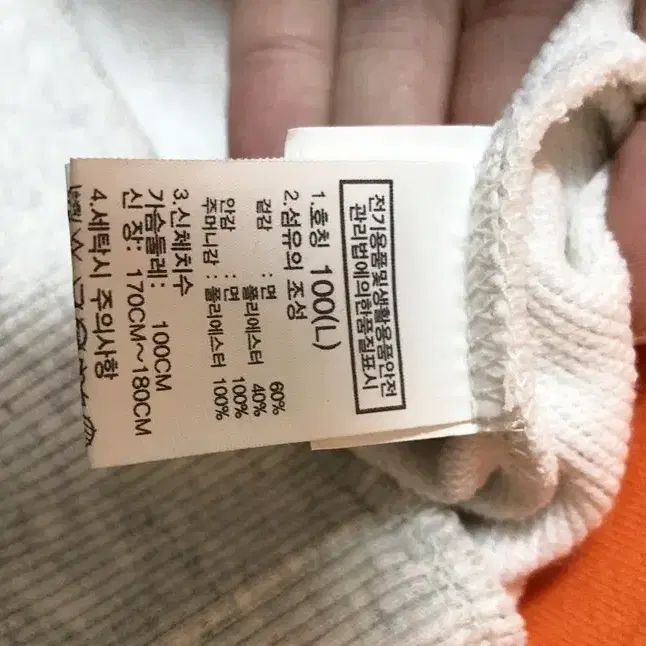 전기용품및생활용품안전
관리법에의한품질표시
1.호칭 100(L)
2.섬유의 조성
겉감 : 면 60%
폴리에스터 40%
안감 : 면 100%
주머니감 : 폴리에스터 100%
3.신체치수
가슴둘레: 100CM
신 장: 170CM~180CM
4.세탁시 주의사항